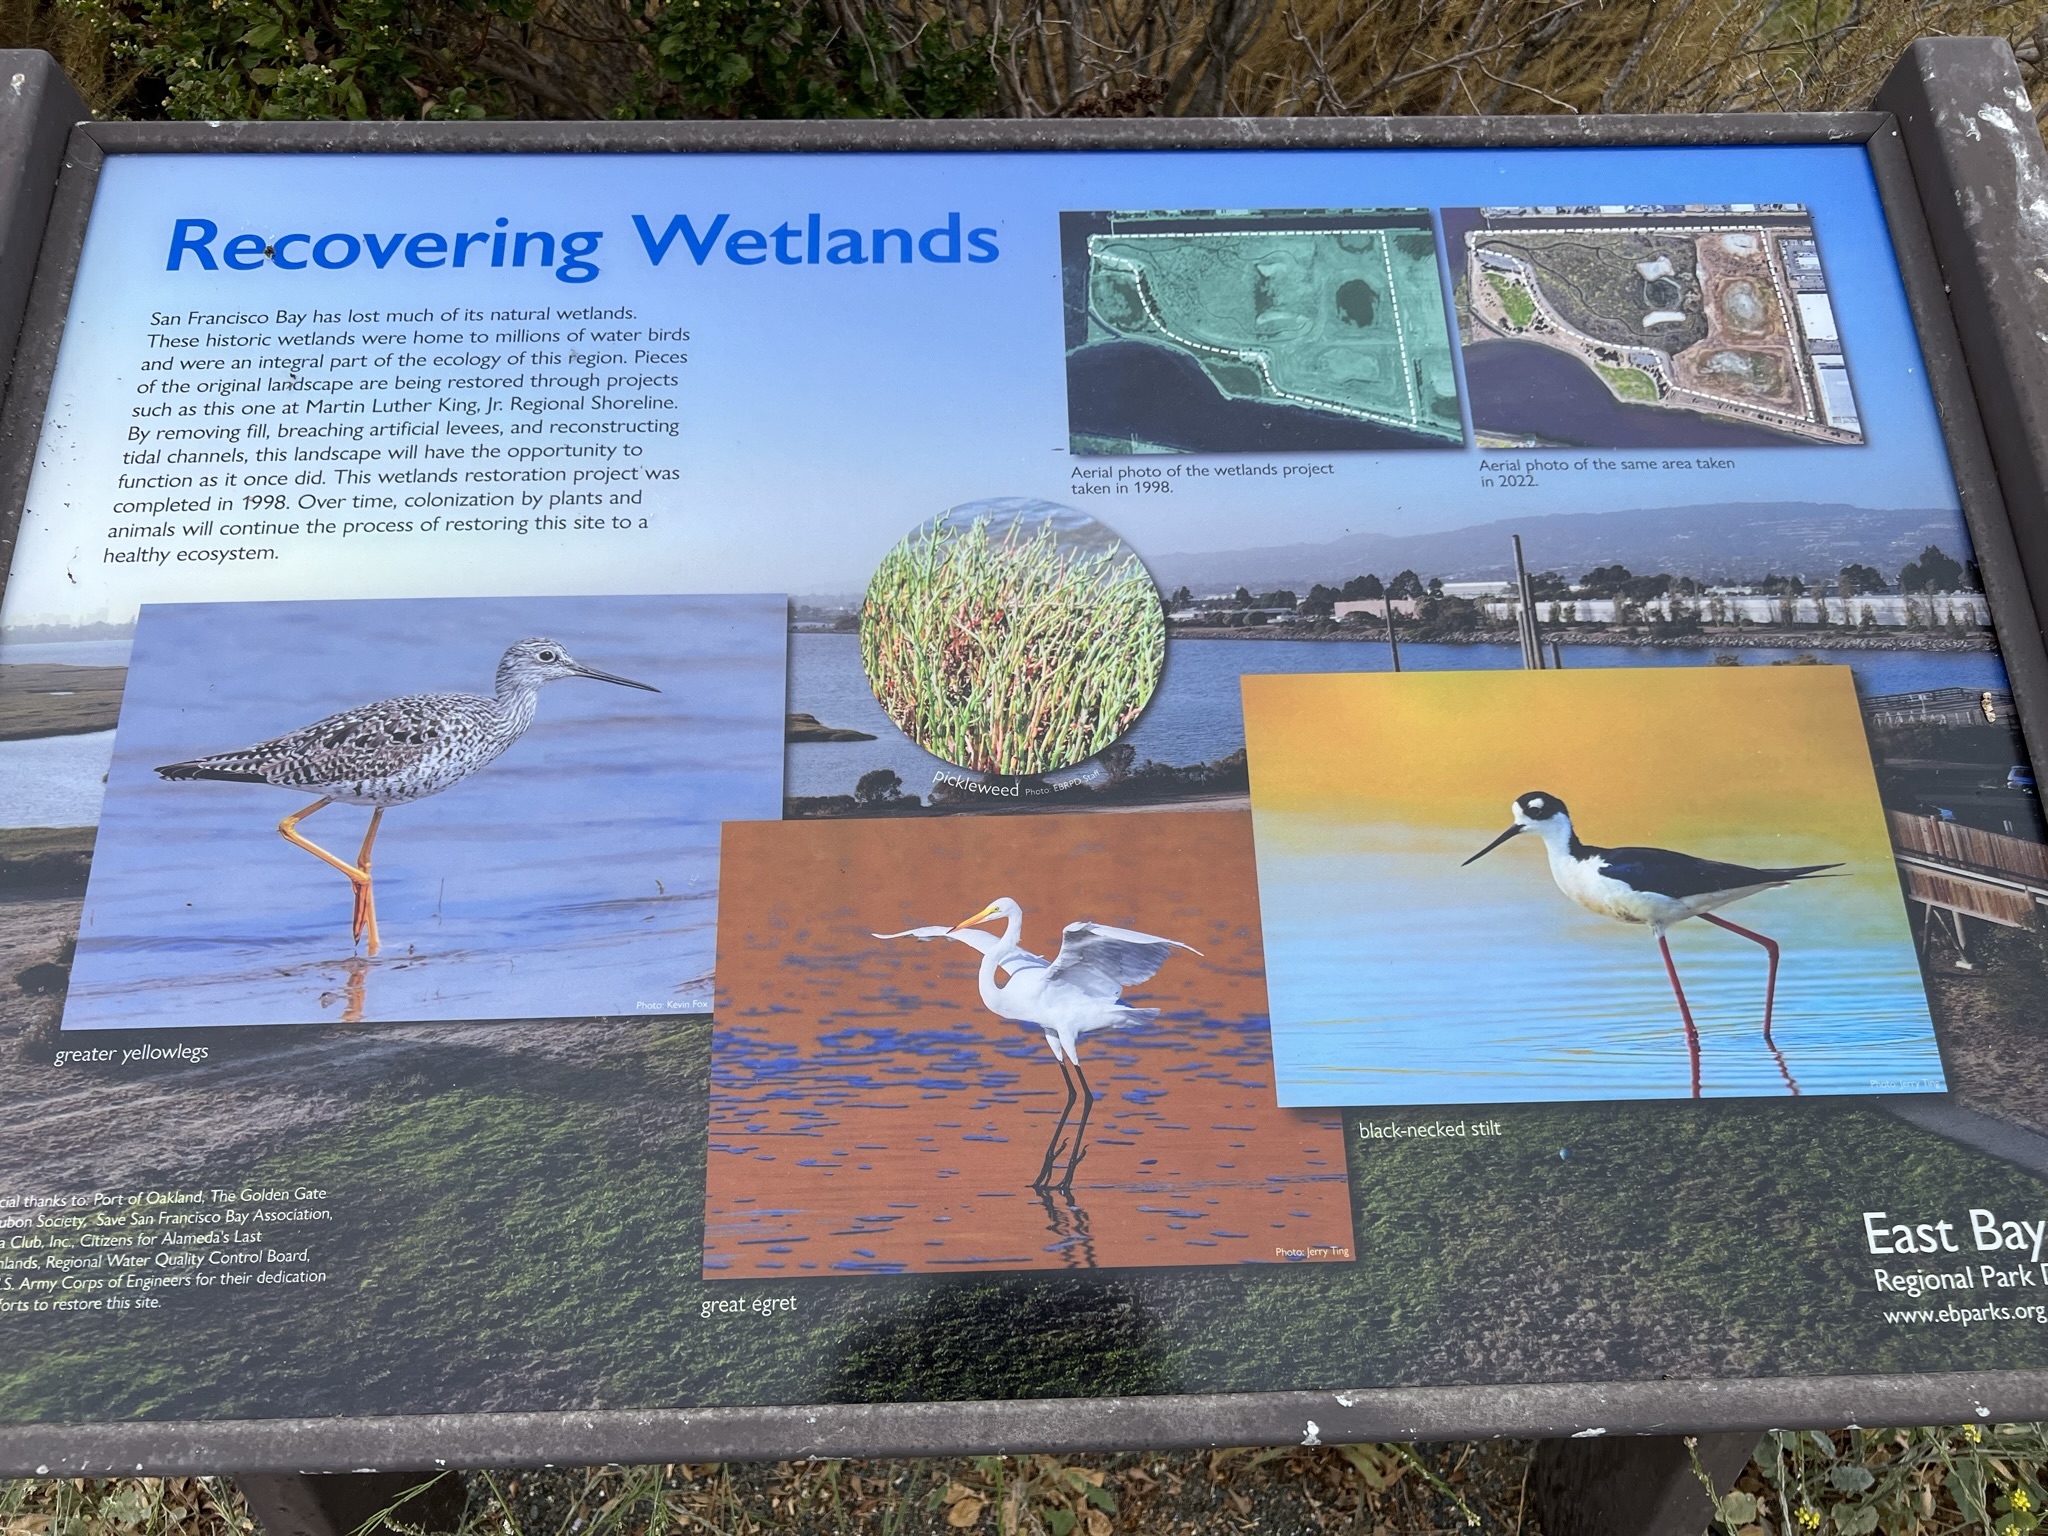 Recovering Wetlands
San Francisco Bay has lost much of its natural wetlands.
These historic wetlands were home to millions of water birds
and were an integral part of the ecology of this region. Pieces
of the original landscape are being restored through projects
such as this one at Martin Luther King, Jr. Regional Shoreline.
By removing fill, breaching artificial levees, and reconstructing
tidal channels, this landscape will have the opportunity to
function as it once did. This wetlands restoration project was
completed in 1998. Over time, colonization by plants and
animals will continue the process of restoring this site to a
healthy ecosystem.
Aerial photo of the wetlands project
taken in 1998.
Aerial photo of the same area taken
in 2022.
pickleweed Photo: EBRPD Staff
Photo: Kevin Fox
greater yellowlegs
Photo: Jerry Ting
black-necked stilt
Photo: Jerry Ting
great egret
cial thanks to: Port of Oakland, The Golden Gate
ubon Society, Save San Francisco Bay Association,
a Club, Inc., Citizens for Alameda's Last
lands, Regional Water Quality Control Board,
.S. Army Corps of Engineers for their dedication
forts to restore this site.
East Bay
Regional Park
www.ebparks.org